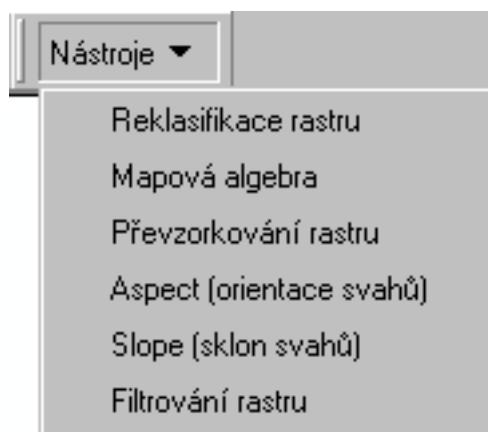 Nástroje
Reklasifikace rastru
Mapová algebra
Převzorkování rastru
Aspect (orientace svahů)
Slope (sklon svahů)
Filtrování rastru